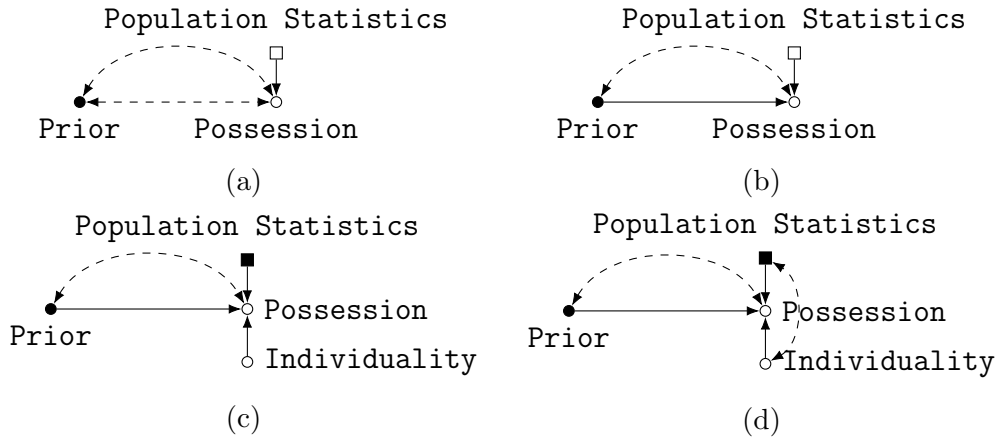 Population Statistics Population Statistics
Prior Possession Prior Possession
(a) (b)
Population Statistics Population Statistics
Possession Possession
Prior Prior
Individuality Individuality
(c) (d)